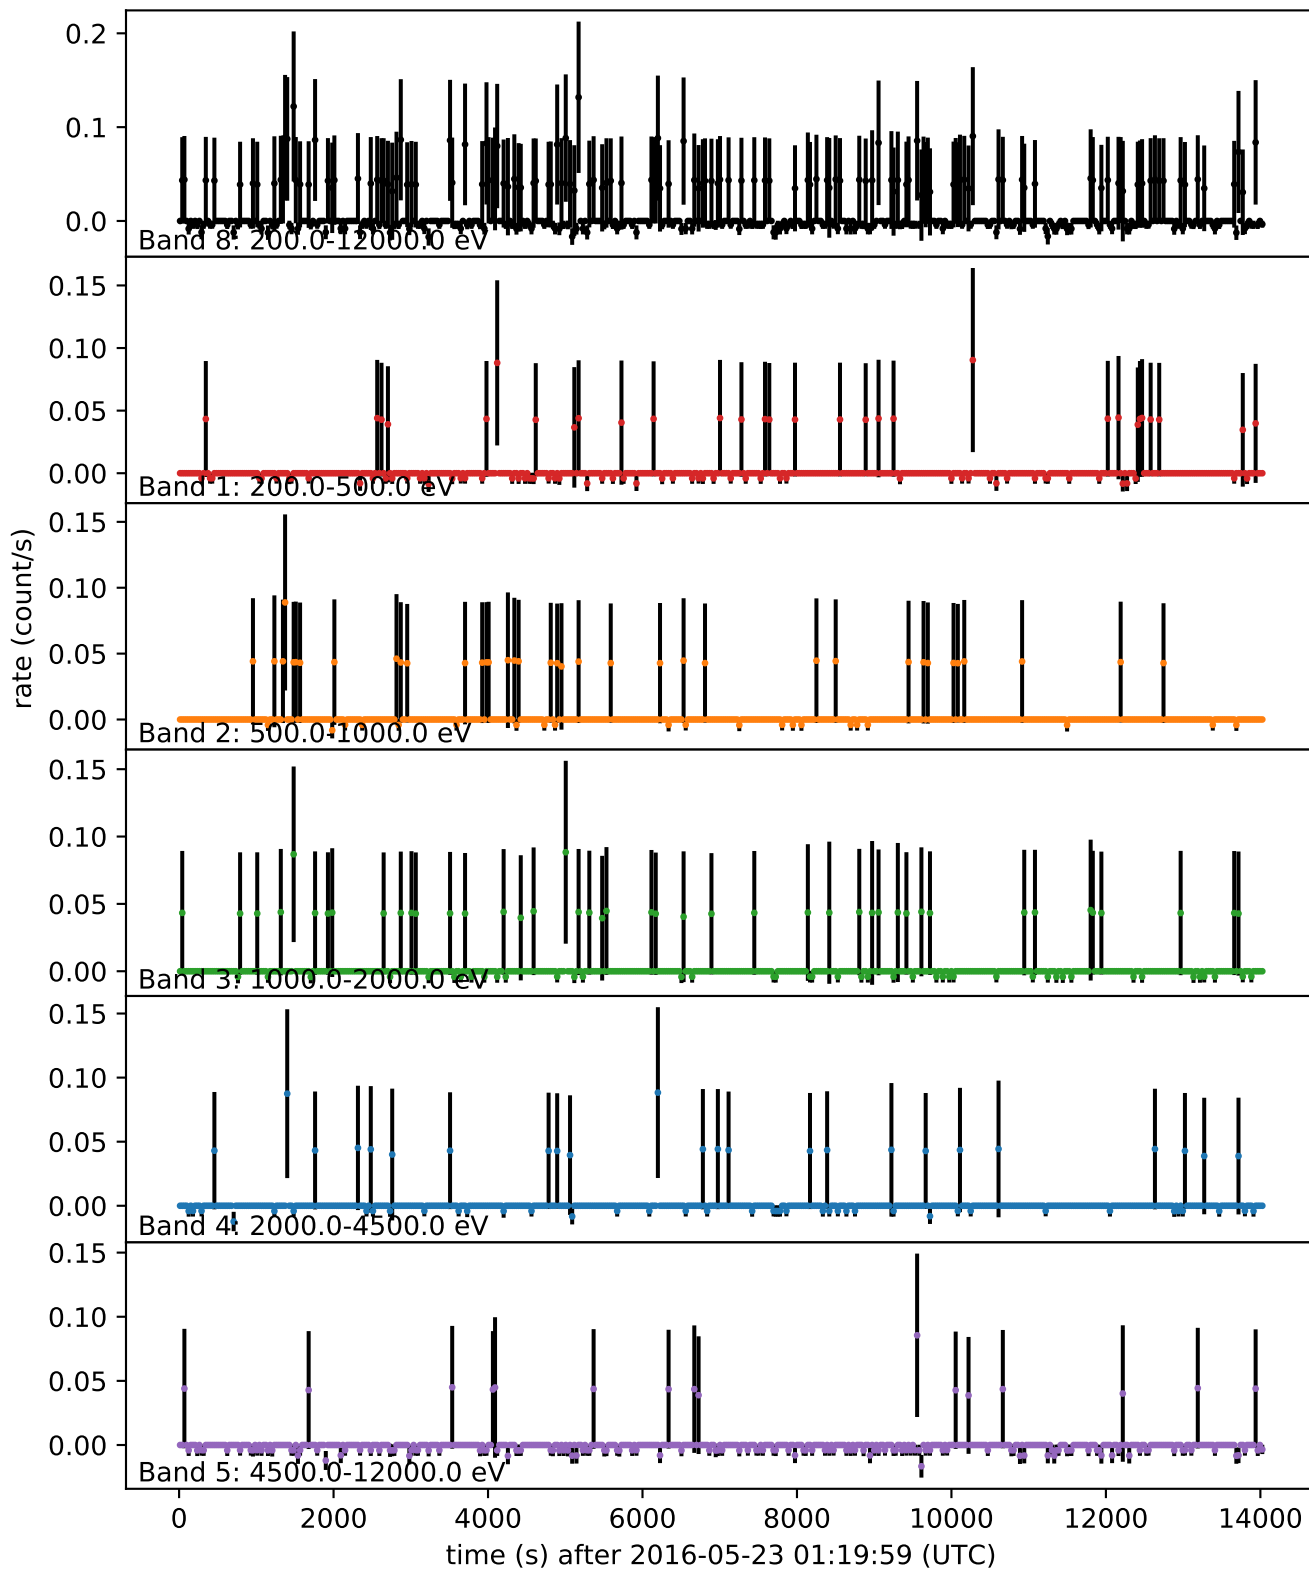 0.2
0.1
0.0
Band 8: 200.0-12000.0 eV
0.15
0.10
0.05
0.00
Band 1: 200.0-500.0 eV
0.15
0.10
0.05
0.00
Band 2: 500.0-1000.0 eV
0.15
0.10
0.05
0.00
Band 3: 1000.0-2000.0 eV
0.15
0.10
0.05
0.00
Band 4: 2000.0-4500.0 eV
0.15
0.10
0.05
0.00
Band 5: 4500.0-12000.0 eV
rate (count/s)
0 2000 4000 6000 8000 10000 12000 14000
time (s) after 2016-05-23 01:19:59 (UTC)